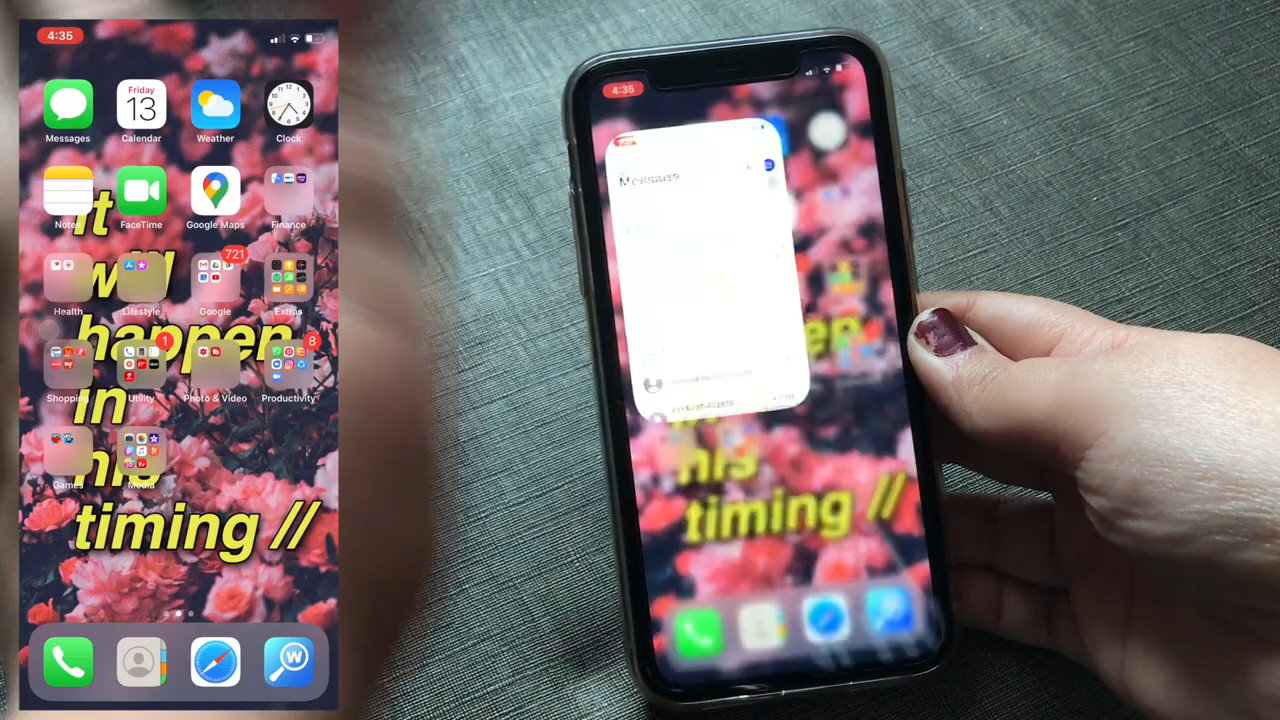 4:35
Friday
13
Messages
Calendar
Weather
Clock
It
Notes
FaceTime
Google Maps
Finance
will
721
Health
Lifestyle
Google
Extras
happen
1
8
Shopping
Utility
Photo & Video
Productivity
in
his
Games
Media
timing //
W
4:35
Messages
his
timing //